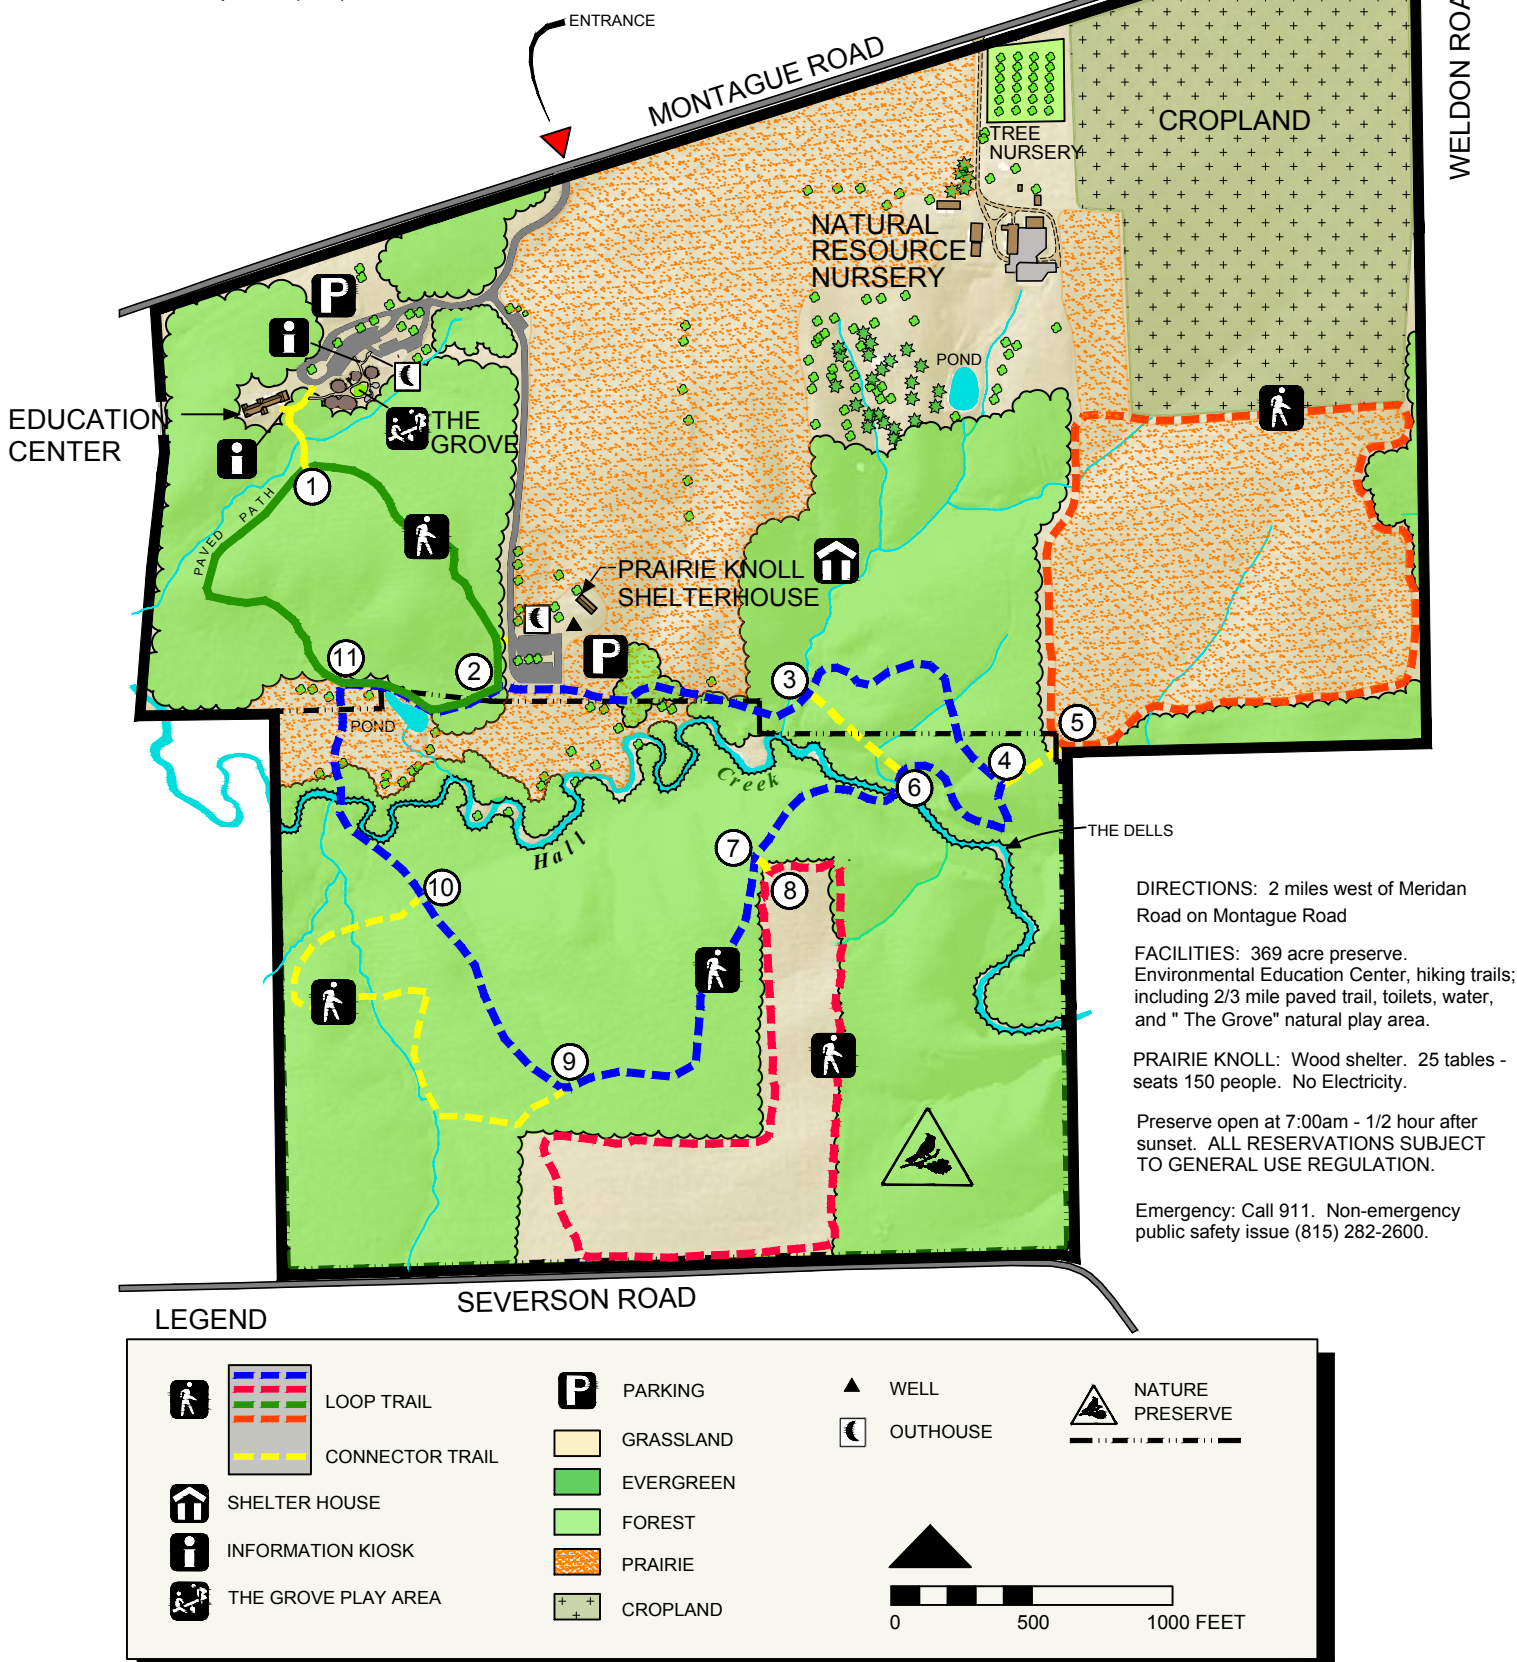 ENTRANCE
MONTAGUE ROAD
WELDON ROA
CROPLAND
TREE
NURSERY
NATURAL
RESOURCE
NURSERY
P
i
POND
EDUCATION
CENTER
THE
GROVE
i
1
PAVED PATH
PRAIRIE KNOLL
SHELTERHOUSE
P
11
2
3
POND
5
4
Creek
6
THE DELLS
Hall
7
8
10
9
DIRECTIONS: 2 miles west of Meridan
Road on Montague Road
FACILITIES: 369 acre preserve.
Environmental Education Center, hiking trails;
including 2/3 mile paved trail, toilets, water,
and " The Grove" natural play area.
PRAIRIE KNOLL: Wood shelter. 25 tables -
seats 150 people. No Electricity.
Preserve open at 7:00am - 1/2 hour after
sunset. ALL RESERVATIONS SUBJECT
TO GENERAL USE REGULATION.
Emergency: Call 911. Non-emergency
public safety issue (815) 282-2600.
SEVERSON ROAD
LEGEND
LOOP TRAIL
CONNECTOR TRAIL
SHELTER HOUSE
i
INFORMATION KIOSK
THE GROVE PLAY AREA
P
PARKING
GRASSLAND
EVERGREEN
FOREST
PRAIRIE
CROPLAND
WELL
OUTHOUSE
NATURE
PRESERVE
0 500 1000 FEET